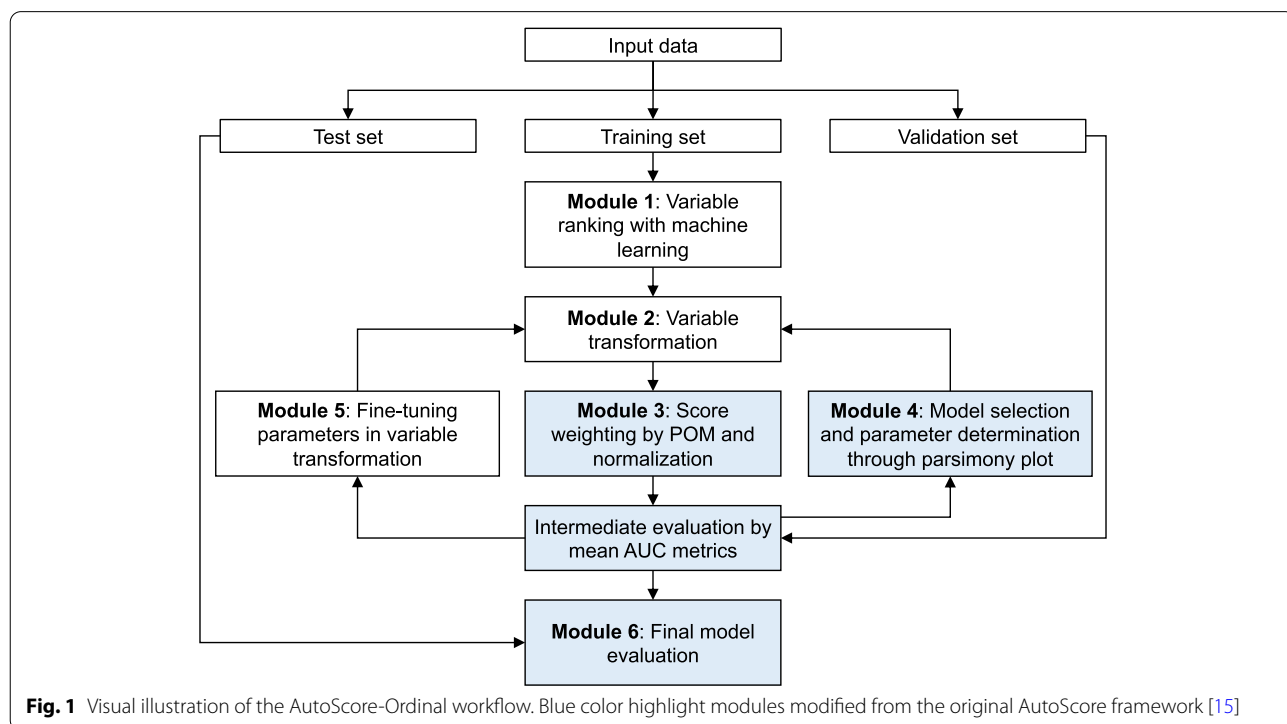 Input data
Test set
Training set
Validation set
Module 1: Variable
ranking with machine
learning
Module 2: Variable
transformation
Module 5: Fine-tuning
parameters in variable
transformation
Module 3: Score
weighting by POM and
normalization
Module 4: Model selection
and parameter determination
through parsimony plot
Intermediate evaluation by
mean AUC metrics
Module 6: Final model
evaluation
Fig. 1 Visual illustration of the AutoScore-Ordinal workflow. Blue color highlight modules modified from the original AutoScore framework [15]